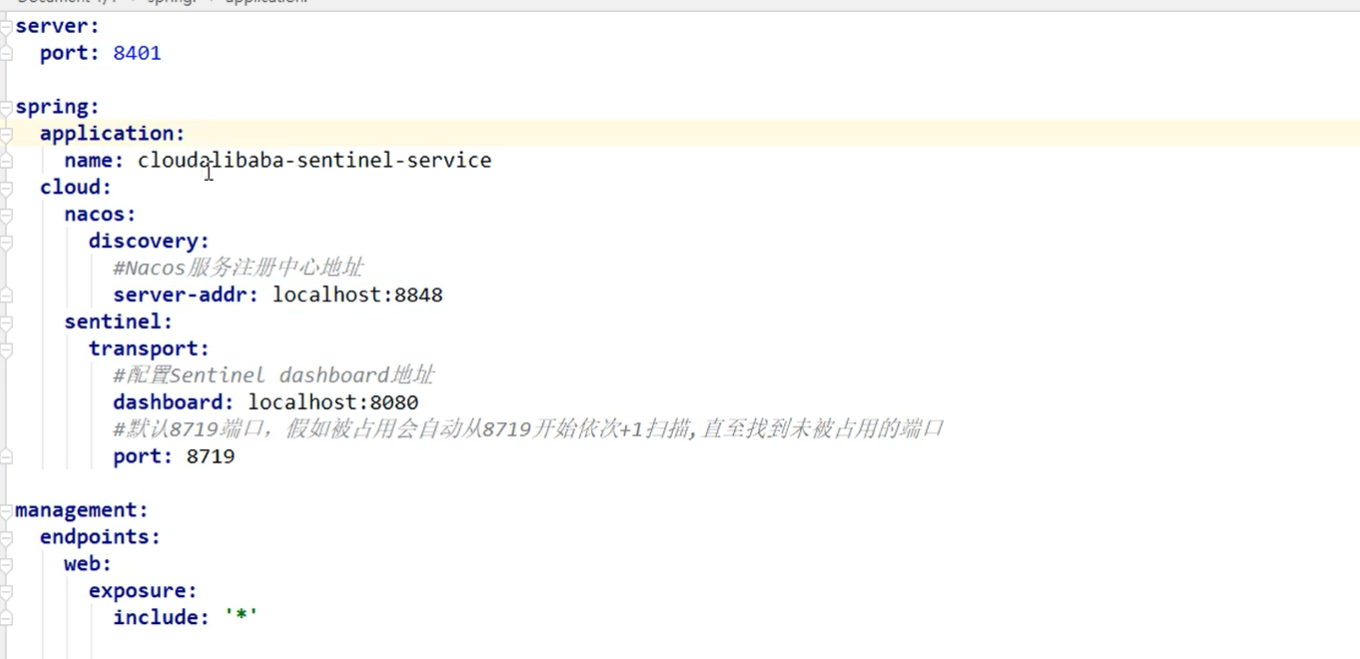 server:
port: 8401
spring:
application:
name: cloudalibaba-sentinel-service
cloud:
nacos:
discovery:
#Nacos服务注册中心地址
server-addr: localhost:8848
sentinel:
transport:
#配置Sentinel dashboard地址
dashboard: localhost:8080
#默认8719端口，假如被占用会自动从8719开始依次+1扫描,直至找到未被占用的端口
port: 8719
management:
endpoints:
web:
exposure:
include: '*'